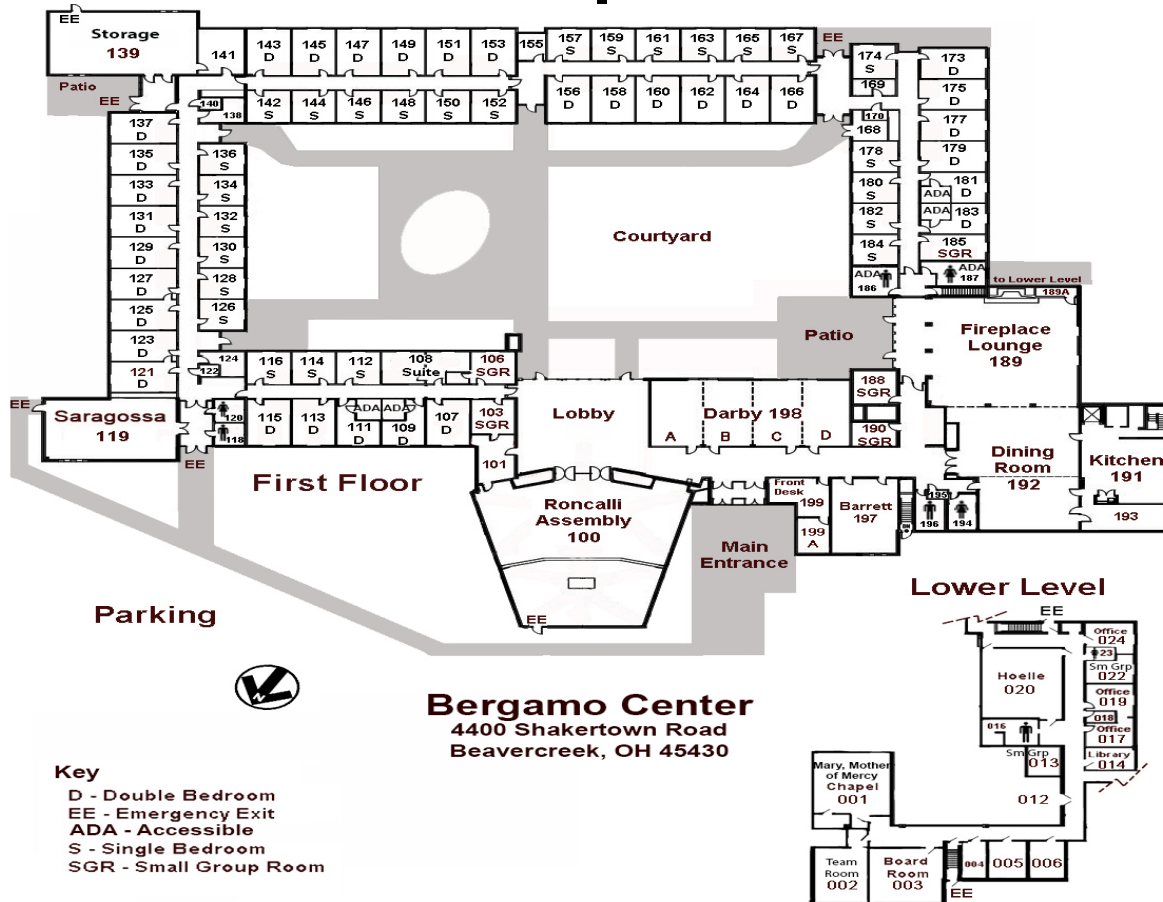 EE
Storage
139
Patio
EE
141
143
D
145
D
147
D
149
D
151
D
153
D
155
157
S
159
S
161
S
163
S
165
S
167
S
EE
140
138
142
S
144
S
146
S
148
S
150
S
152
S
156
D
158
D
160
D
162
D
164
D
166
D
174
S
169
170
168
178
S
180
S
182
S
184
S
ADA
186
173
D
175
D
177
D
179
D
181
D
ADA
ADA
183
D
185
SGR
ADA
187
to Lower Level
137
D
135
D
133
D
131
D
129
D
127
D
125
D
123
D
121
D
136
S
134
S
132
S
130
S
128
S
126
S
124
122
Courtyard
Patio
189A
Fireplace
Lounge
189
116
S
114
S
112
S
108
Suite
106
SGR
EE
Saragossa
119
120
118
EE
115
D
113
D
ADA
ADA
111
D
109
D
107
D
103
SGR
101
Lobby
Darby 198
A
B
C
D
188
SGR
190
SGR
Dining
Room
192
Kitchen
191
193
First Floor
Roncalli
Assembly
100
EE
Front
Desk
199
199
A
Barrett
197
DN
195
196
194
Main
Entrance
Parking
N
Bergamo Center
4400 Shakertown Road
Beavercreek, OH 45430
Key
D - Double Bedroom
EE - Emergency Exit
ADA - Accessible
S - Single Bedroom
SGR - Small Group Room
Lower Level
EE
Office
024
23
Sm Grp
022
Hoelle
020
Office
019
018
Office
017
016
Sm Grp
013
Library
014
012
Mary, Mother
of Mercy
Chapel
001
Team
Room
002
Board
Room
003
EE
004
005
006